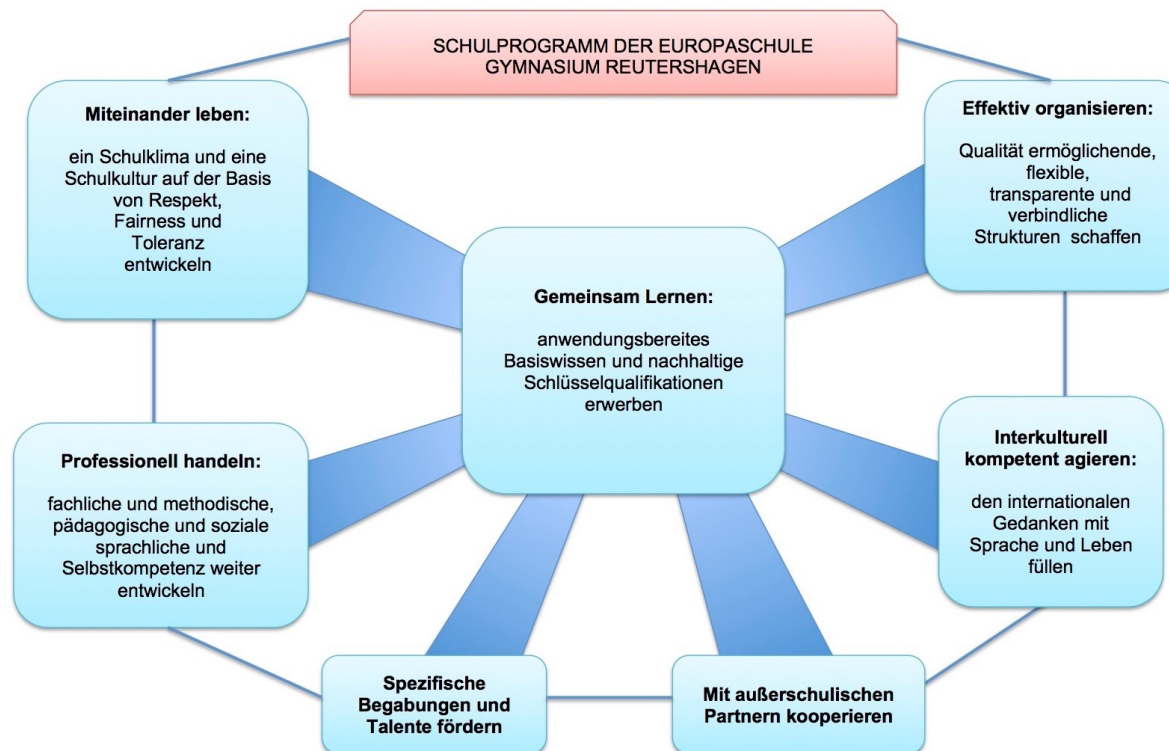 SCHULPROGRAMM DER EUROPASCHULE
GYMNASIUM REUTERSHAGEN
Miteinander leben:
ein Schulklima und eine
Schulkultur auf der Basis
von Respekt,
Fairness und
Toleranz
entwickeln
Effektiv organisieren:
Qualität ermöglichende,
flexible,
transparente und
verbindliche
Strukturen schaffen
Gemeinsam Lernen:
anwendungsbereites
Basiswissen und nachhaltige
Schlüsselqualifikationen
erwerben
Professionell handeln:
fachliche und methodische,
pädagogische und soziale
sprachliche und
Selbstkompetenz weiter
entwickeln
Interkulturell
kompetent agieren:
den internationalen
Gedanken mit
Sprache und Leben
füllen
Spezifische
Begabungen und
Talente fördern
Mit außerschulischen
Partnern kooperieren